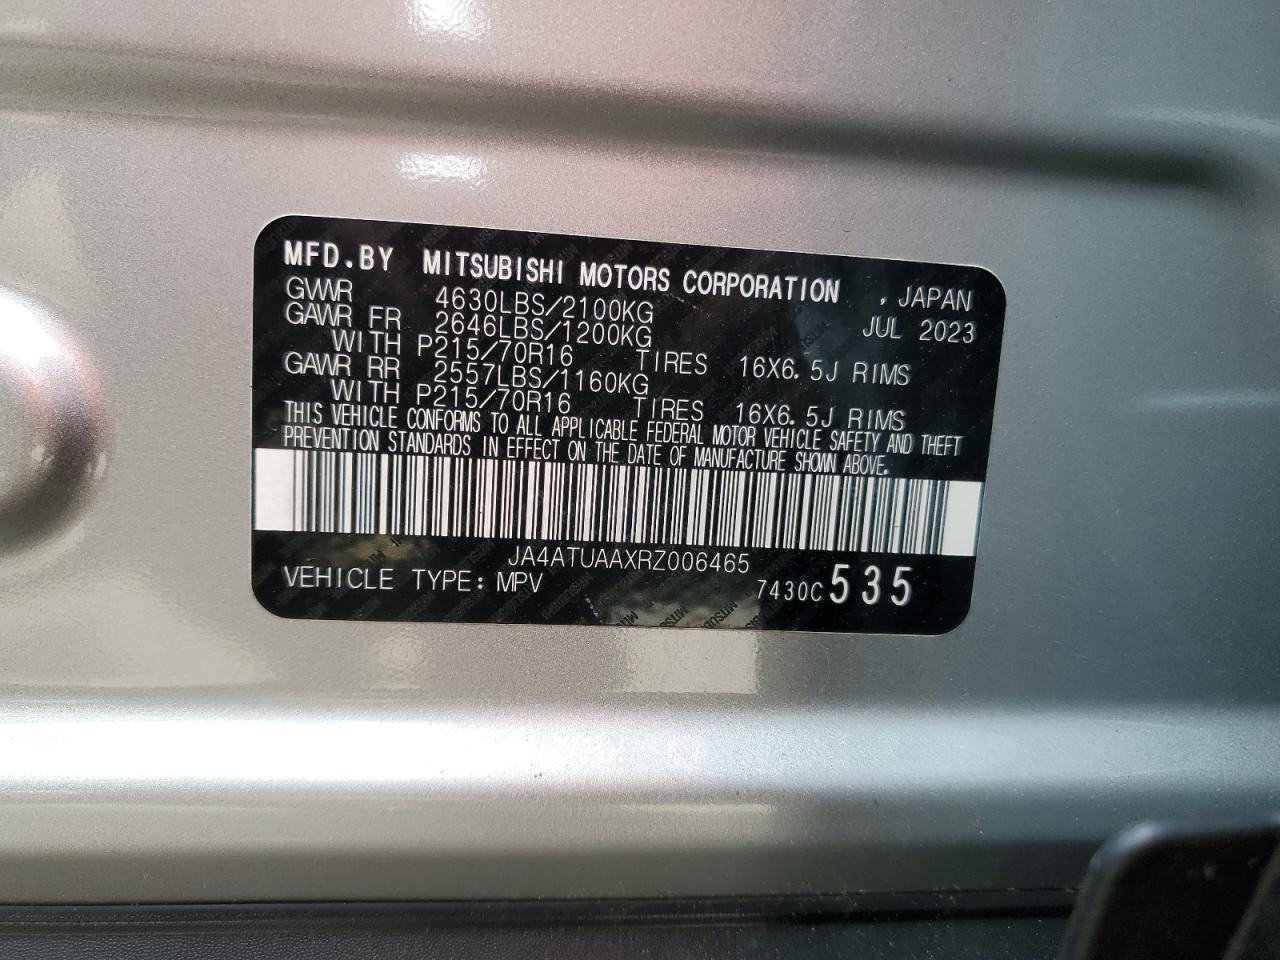 MFD.BY MITSUBISHI MOTORS CORPORATION , JAPAN
GWWR 4630LBS/2100KG JUL 2023
GAWR FR 2646LBS/1200KG
WITH P215/70R16 TIRES 16X6.5J RIMS
GAWR RR 2557LBS/1160KG
WITH P215/70R16 TIRES 16X6.5J RIMS
THIS VEHICLE CONFORMS TO ALL APPLICABLE FEDERAL MOTOR VEHICLE SAFETY AND THEFT
PREVENTION STANDARDS IN EFFECT ON THE DATE OF MANUFACTURE SHOWN ABOVE.
JA4ATUAAXRZ006465
VEHICLE TYPE: MPV 7430C 535